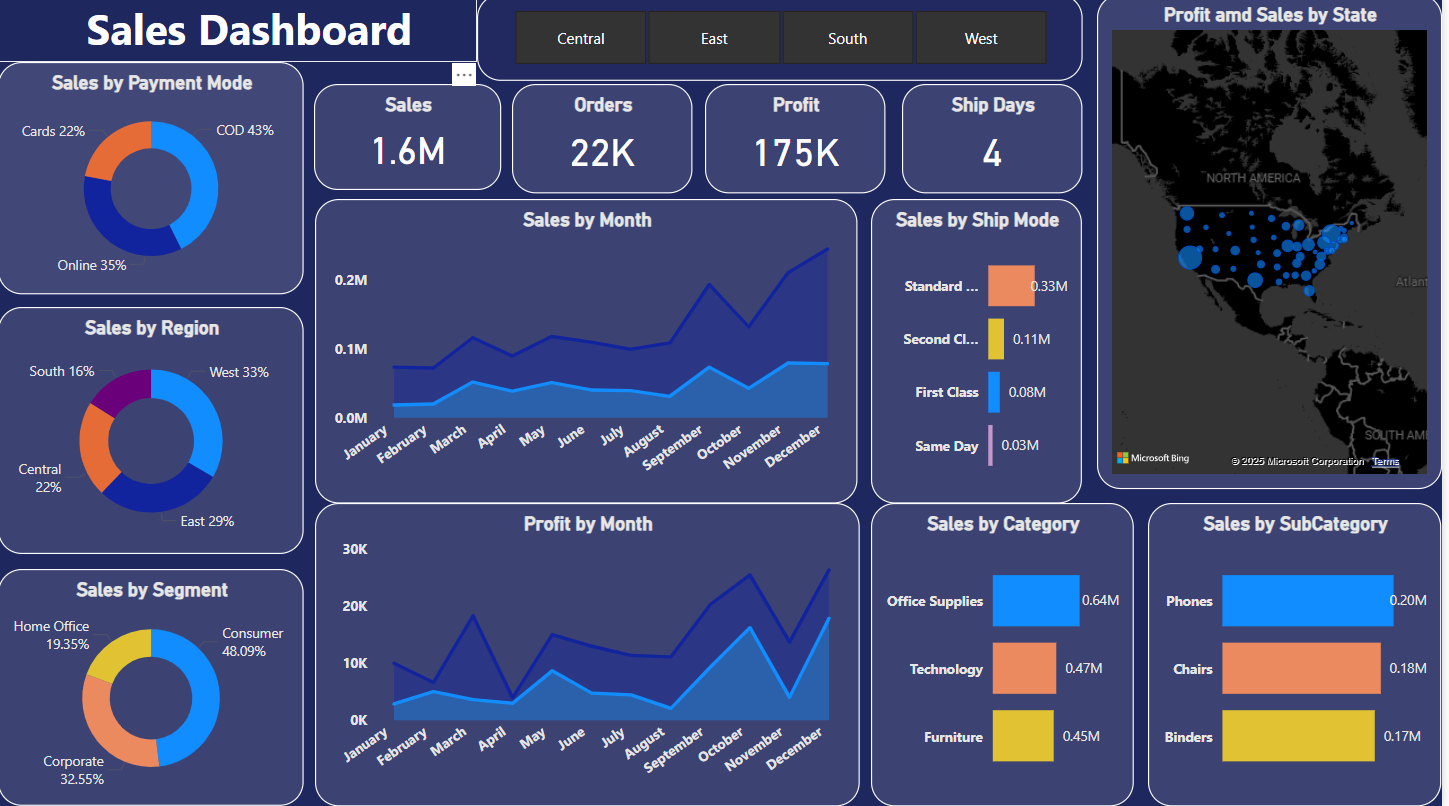 Sales Dashboard
Central
East
South
West
Profit amd Sales by State
Sales by Payment Mode
Cards 22%
COD 43%
Online 35%
...
Sales
1.6M
Orders
22K
Profit
175K
Ship Days
4
NORTH AMERICA
Atlant
SOUTH AM
Microsoft Bing
© 2025 Microsoft Corporation Terms
Sales by Region
South 16%
West 33%
Central
22%
East 29%
Sales by Month
0.2M
0.1M
0.0M
January
February
March
April
May
June
July
August
September
October
November
December
Sales by Ship Mode
Standard ...
0.33M
Second Cl...
0.11M
First Class
0.08M
Same Day
0.03M
Sales by Segment
Home Office
19.35%
Consumer
48.09%
Corporate
32.55%
Profit by Month
30K
20K
10K
0K
January
February
March
April
May
June
July
August
September
October
November
December
Sales by Category
Office Supplies
0.64M
Technology
0.47M
Furniture
0.45M
Sales by SubCategory
Phones
0.20M
Chairs
0.18M
Binders
0.17M